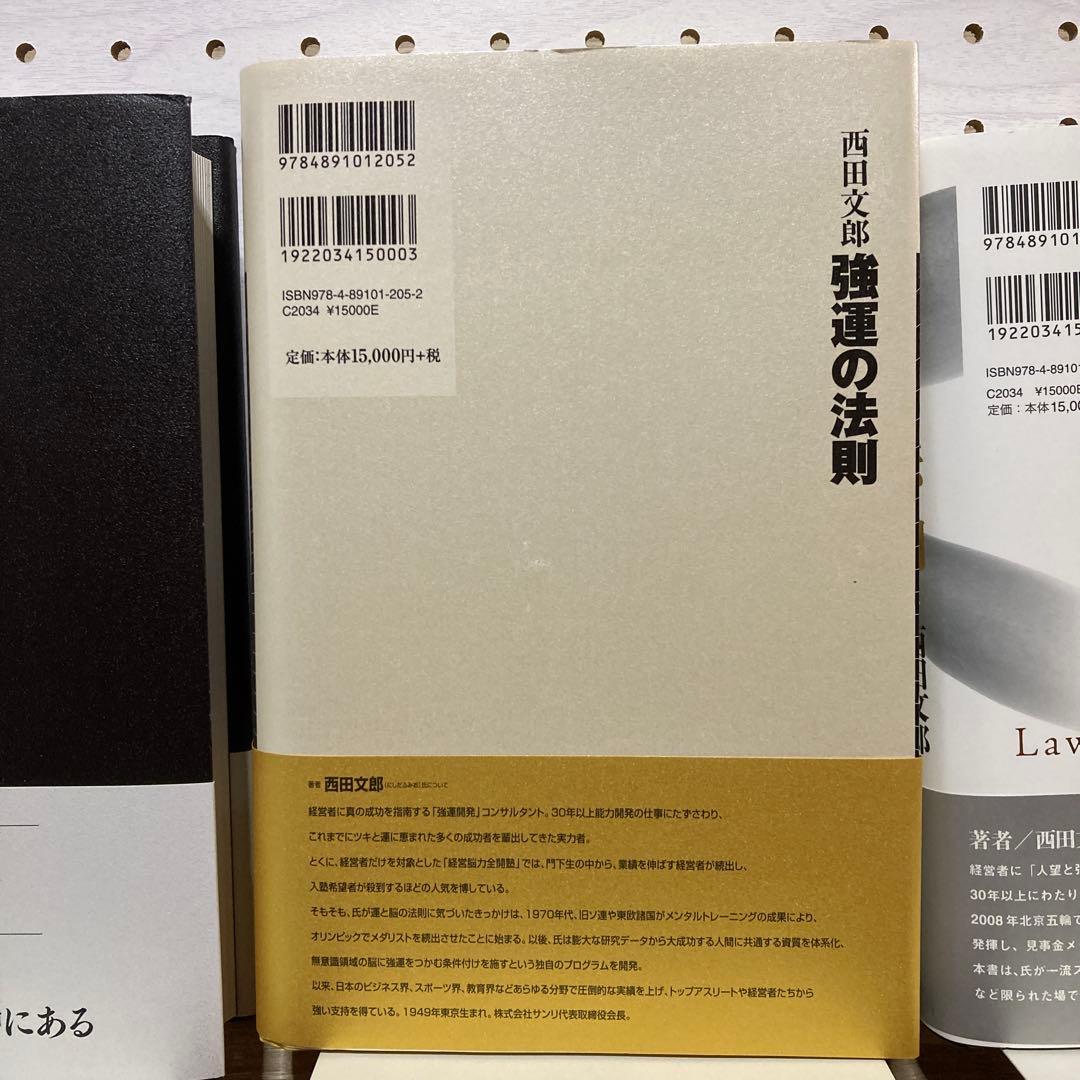 9784891012052
1922034150003
ISBN978-4-89101-205-2
C2034 ¥15000E
定価：本体15,000円+税
西田文郎 強運の法則
著者 西田文郎（にしだふみお）氏について
経営者に真の成功を指南する「強運開発」コンサルタント。30年以上能力開発の仕事にたずさわり、
これまでにツキと運に恵まれた多くの成功者を輩出してきた実力者。
とくに、経営者だけを対象とした「経営脳力全開塾」では、門下生の中から、業績を伸ばす経営者が続出し、
入塾希望者が殺到するほどの人気を博している。
そもそも、氏が運と脳の法則に気づいたきっかけは、1970年代、旧ソ連や東欧諸国がメンタルトレーニングの成果により、
オリンピックでメダリストを続出させたことに始まる。以後、氏は膨大な研究データから大成功する人間に共通する資質を体系化、
無意識領域の脳に強運をつかむ条件付けを施すという独自のプログラムを開発。
以来、日本のビジネス界、スポーツ界、教育界などあらゆる分野で圧倒的な実績を上げ、トップアスリートや経営者たちから
強い支持を得ている。1949年東京生まれ。株式会社サンリ代表取締役会長。
にある
西田文郎
978489101
192203415
ISBN978-4-89101
C2034 ¥15000E
定価：本体15,0
Law
著者／西田
経営者に「人望と強
30年以上にわたり
2008年北京五輪で
発揮し、見事金メ
本書は、氏が一流ス
など限られた場で